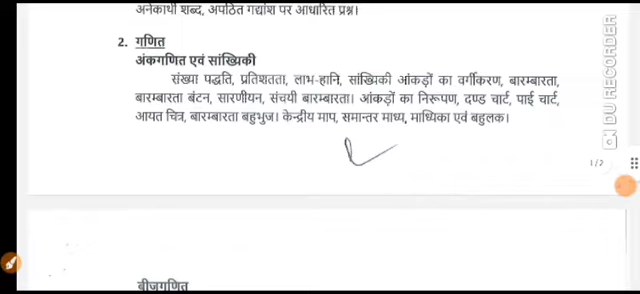 अनेकार्थी शब्द, अपठित गद्यांश पर आधारित प्रश्न।
2. गणित
अंकगणित एवं सांख्यिकी
संख्या पद्धति, प्रतिशतता, लाभ-हानि, सांख्यिकी आंकड़ों का वर्गीकरण, बारम्बारता,
बारम्बारता बंटन, सारणीयन, संचयी बारम्बारता। आंकड़ों का निरूपण, दण्ड चार्ट, पाई चार्ट,
आयत चित्र, बारम्बारता बहुभुज। केन्द्रीय माप, समान्तर माध्य, माध्यिका एवं बहुलक।
1/2
DU RECORDER
बीजगणित